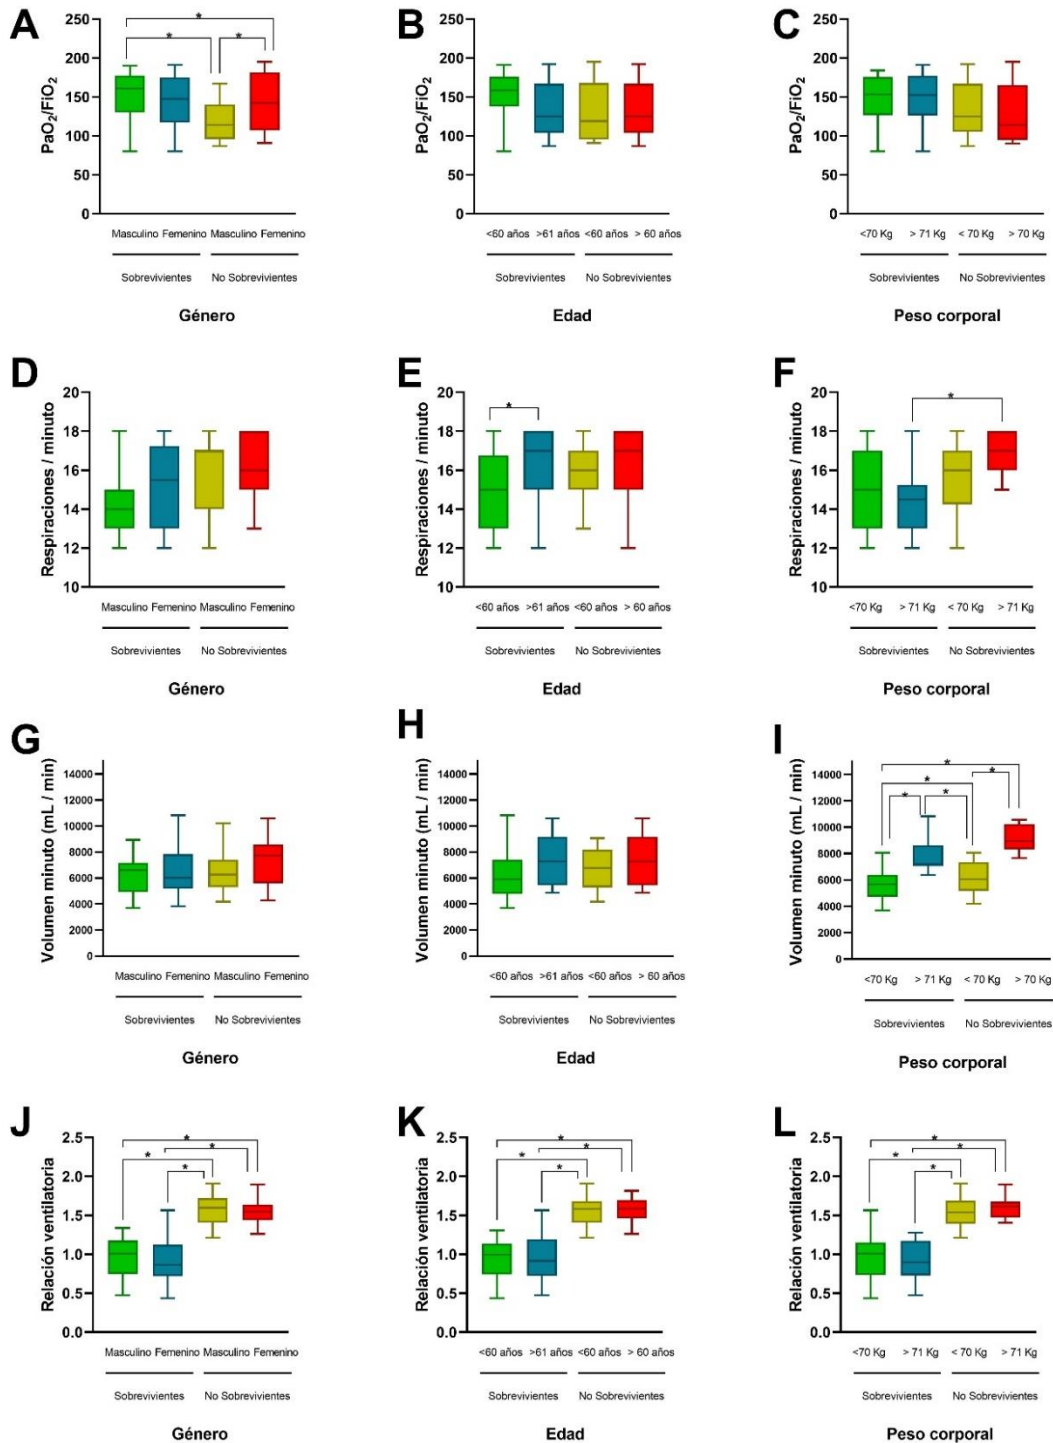 A
PaO2/FiO2
250
200
150
100
50
0
* * *
Masculino Femenino Masculino Femenino
Sobrevivientes No Sobrevivientes
Género
B
PaO2/FiO2
250
200
150
100
50
0
<60 años >61 años <60 años > 60 años
Sobrevivientes No Sobrevivientes
Edad
C
PaO2/FiO2
250
200
150
100
50
0
<70 Kg > 71 Kg < 70 Kg > 70 Kg
Sobrevivientes No Sobrevivientes
Peso corporal
D
Respiraciones / minuto
20
18
16
14
12
10
Masculino Femenino Masculino Femenino
Sobrevivientes No Sobrevivientes
Género
E
Respiraciones / minuto
20
18
16
14
12
10
*
<60 años >61 años <60 años > 60 años
Sobrevivientes No Sobrevivientes
Edad
F
Respiraciones / minuto
20
18
16
14
12
10
*
<70 Kg > 71 Kg < 70 Kg > 71 Kg
Sobrevivientes No Sobrevivientes
Peso corporal
G
Volumen minuto (mL / min)
14000
12000
10000
8000
6000
4000
2000
0
Masculino Femenino Masculino Femenino
Sobrevivientes No Sobrevivientes
Género
H
Volumen minuto (mL / min)
14000
12000
10000
8000
6000
4000
2000
0
<60 años >61 años <60 años > 60 años
Sobrevivientes No Sobrevivientes
Edad
I
Volumen minuto (mL / min)
14000
12000
10000
8000
6000
4000
2000
0
* * * * *
<70 Kg > 71 Kg < 70 Kg > 70 Kg
Sobrevivientes No Sobrevivientes
Peso corporal
J
Relación ventilatoria
2.5
2.0
1.5
1.0
0.5
0.0
* * * *
Masculino Femenino Masculino Femenino
Sobrevivientes No Sobrevivientes
Género
K
Relación ventilatoria
2.5
2.0
1.5
1.0
0.5
0.0
* * * *
<60 años >61 años <60 años > 60 años
Sobrevivientes No Sobrevivientes
Edad
L
Relación ventilatoria
2.5
2.0
1.5
1.0
0.5
0.0
* * * *
<70 Kg > 71 Kg < 70 Kg > 71 Kg
Sobrevivientes No Sobrevivientes
Peso corporal